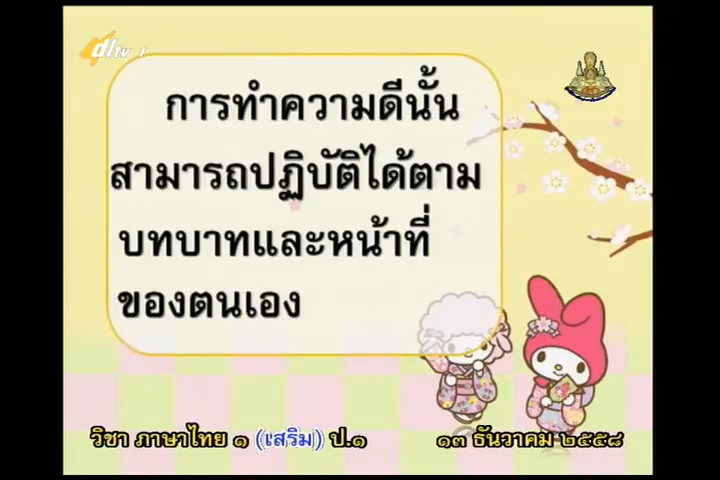 dltv 1
การทำความดีนั้น
สามารถปฏิบัติได้ตาม
บทบาทและหน้าที่
ของตนเอง
วิชา ภาษาไทย ๑ (เสริม) ป.๑ ๑๓ ธันวาคม ๒๕๕๘